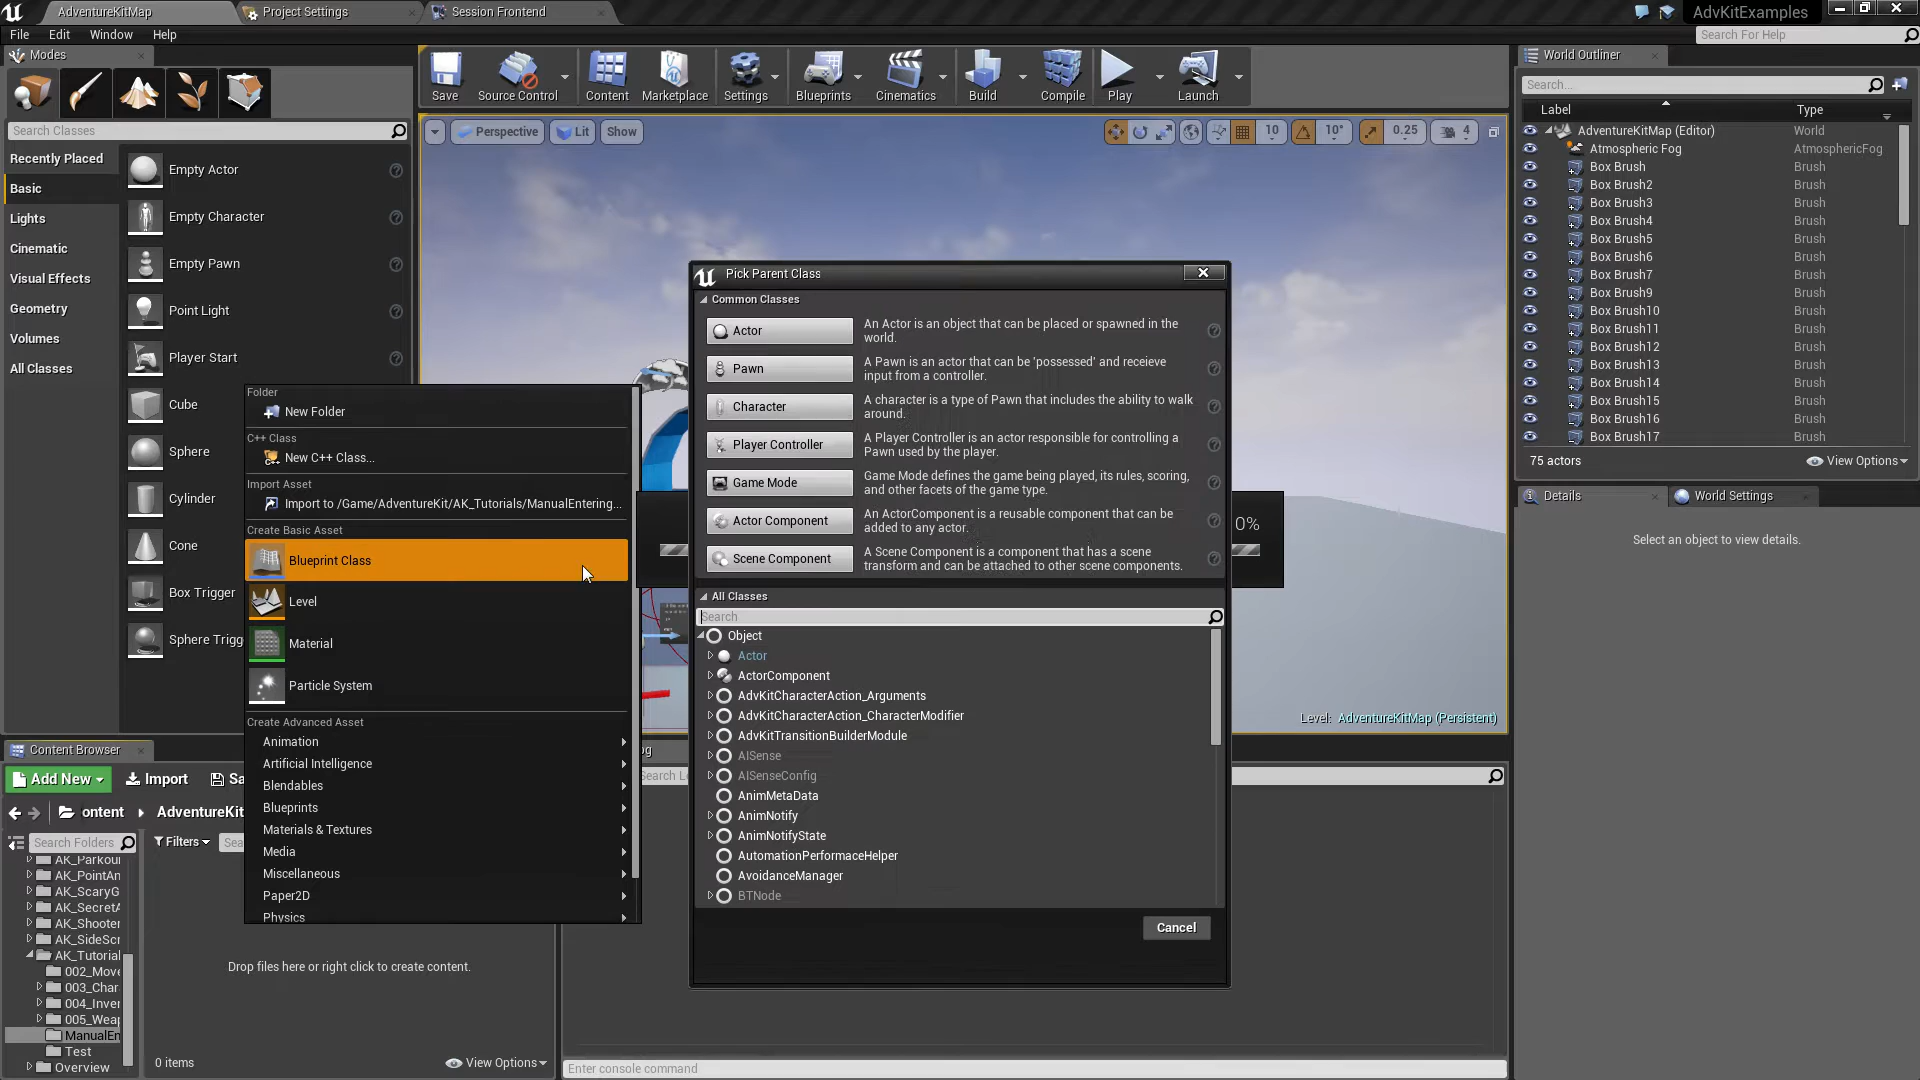 AdventureKitMap
Project Settings
Session Frontend
AdvKitExamples
File
Edit
Window
Help
Search For Help
Modes
Search Classes
Recently Placed
Basic
Lights
Cinematic
Visual Effects
Geometry
Volumes
All Classes
Empty Actor
Empty Character
Empty Pawn
Point Light
Player Start
Cube
Sphere
Cylinder
Cone
Box Trigger
Sphere Trigg
Save
Source Control
Content
Marketplace
Settings
Blueprints
Cinematics
Build
Compile
Play
Launch
Perspective
Lit
Show
10
10°
0.25
4
World Outliner
Search...
Label
Type
AdventureKitMap (Editor)
World
Atmospheric Fog
AtmosphericFog
Box Brush
Brush
Box Brush2
Brush
Box Brush3
Brush
Box Brush4
Brush
Box Brush5
Brush
Box Brush6
Brush
Box Brush7
Brush
Box Brush9
Brush
Box Brush10
Brush
Box Brush11
Brush
Box Brush12
Brush
Box Brush13
Brush
Box Brush14
Brush
Box Brush15
Brush
Box Brush16
Brush
Box Brush17
Brush
75 actors
View Options
Details
World Settings
Select an object to view details.
Folder
New Folder
C++ Class
New C++ Class...
Import Asset
Import to /Game/AdventureKit/AK_Tutorials/ManualEntering...
Create Basic Asset
Blueprint Class
Level
Material
Particle System
Create Advanced Asset
Animation
Artificial Intelligence
Blendables
Blueprints
Materials & Textures
Media
Miscellaneous
Paper2D
Physics
Pick Parent Class
Common Classes
Actor
An Actor is an object that can be placed or spawned in the
world.
Pawn
A Pawn is an actor that can be 'possessed' and receieve
input from a controller.
Character
A character is a type of Pawn that includes the ability to walk
around.
Player Controller
A Player Controller is an actor responsible for controlling a
Pawn used by the player.
Game Mode
Game Mode defines the game being played, its rules, scoring,
and other facets of the game type.
Actor Component
An ActorComponent is a reusable component that can be
added to any actor.
Scene Component
A Scene Component is a component that has a scene
transform and can be attached to other scene components.
0%
All Classes
Search
Object
Actor
ActorComponent
AdvKitCharacterAction_Arguments
AdvKitCharacterAction_CharacterModifier
AdvKitTransitionBuilderModule
AISense
AISenseConfig
AnimMetaData
AnimNotify
AnimNotifyState
AutomationPerformaceHelper
AvoidanceManager
BTNode
Cancel
Level: AdventureKitMap (Persistent)
Content Browser
Add New
Import
Sa
ontent
AdventureKit
Search Folders
Filters
Sea
AK_Parkour
AK_PointAn
AK_ScaryG
AK_SecretA
AK_Shooter
AK_SideScr
AK_Tutorial
002_Move
003_Char
004_Inver
005_Weap
ManualEn
Test
Overview
Drop files here or right click to create content.
0 items
View Options
og
Search Lo
Enter console command